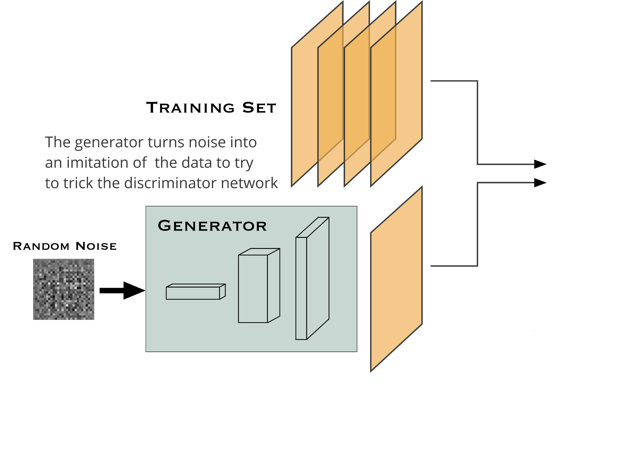 TRAINING SET
The generator turns noise into
an imitation of the data to try
to trick the discriminator network
GENERATOR
RANDOM NOISE